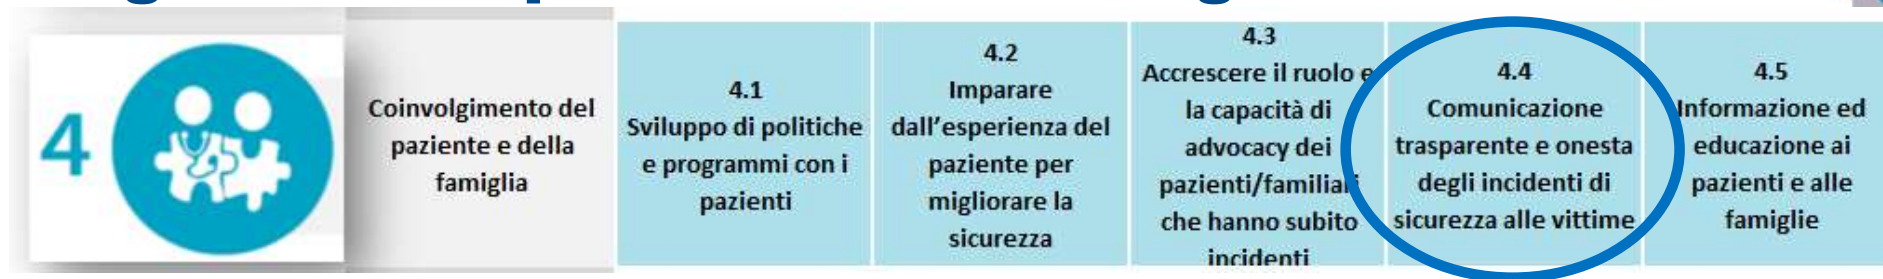 4
Coinvolgimento del
paziente e della
famiglia
4.1
Sviluppo di politiche
e programmi con i
pazienti
4.2
Imparare
dall’esperienza del
paziente per
migliorare la
sicurezza
4.3
Accrescere il ruolo e
la capacità di
advocacy dei
pazienti/familiari
che hanno subito
incidenti
4.4
Comunicazione
trasparente e onesta
degli incidenti di
sicurezza alle vittime
4.5
Informazione ed
educazione ai
pazienti e alle
famiglie